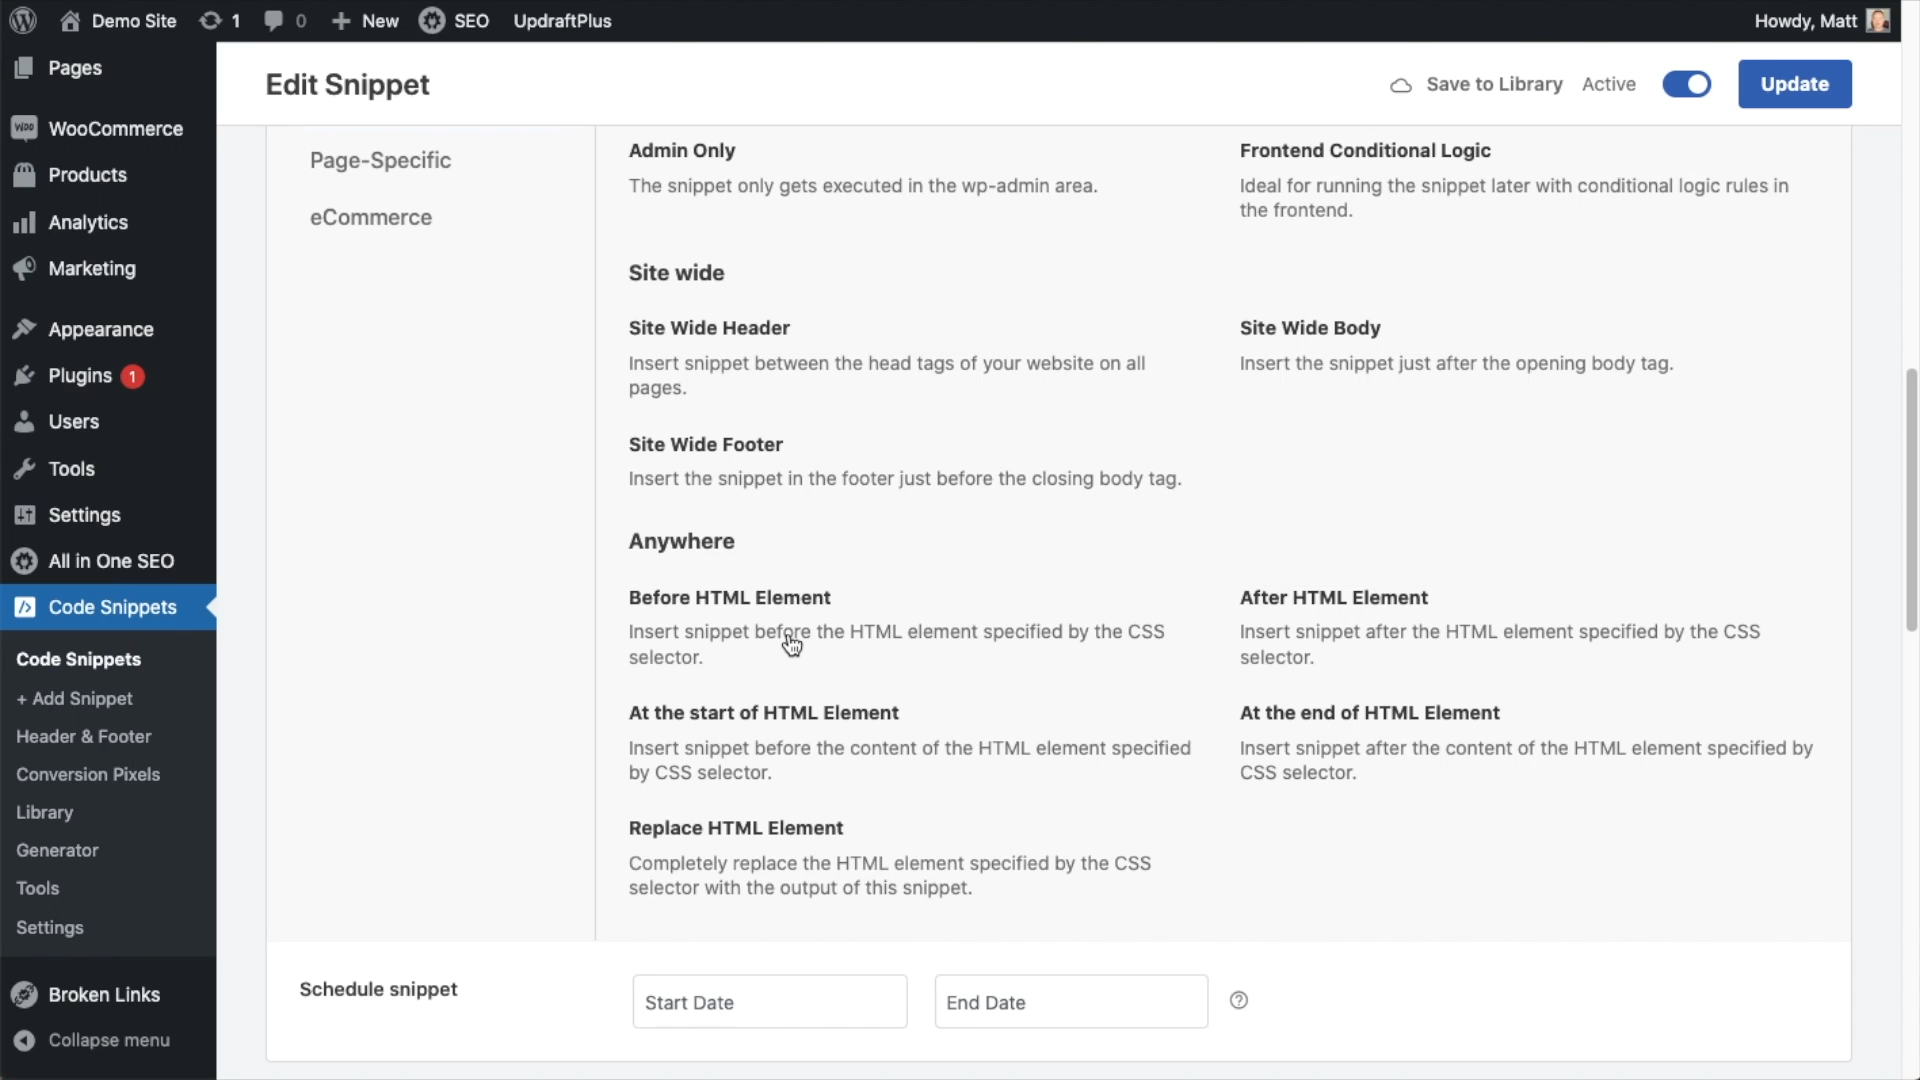 Demo Site
1
0
New
SEO
UpdraftPlus
Howdy, Matt
Pages
WOO
WooCommerce
Products
Analytics
Marketing
Appearance
Plugins 1
Users
Tools
Settings
All in One SEO
Code Snippets
Code Snippets
+ Add Snippet
Header & Footer
Conversion Pixels
Library
Generator
Tools
Settings
Broken Links
Collapse menu
Edit Snippet
Save to Library
Active
Update
Page-Specific
eCommerce
Admin Only
The snippet only gets executed in the wp-admin area.
Frontend Conditional Logic
Ideal for running the snippet later with conditional logic rules in
the frontend.
Site wide
Site Wide Header
Insert snippet between the head tags of your website on all
pages.
Site Wide Body
Insert the snippet just after the opening body tag.
Site Wide Footer
Insert the snippet in the footer just before the closing body tag.
Anywhere
Before HTML Element
Insert snippet before the HTML element specified by the CSS
selector.
After HTML Element
Insert snippet after the HTML element specified by the CSS
selector.
At the start of HTML Element
Insert snippet before the content of the HTML element specified
by CSS selector.
At the end of HTML Element
Insert snippet after the content of the HTML element specified by
CSS selector.
Replace HTML Element
Completely replace the HTML element specified by the CSS
selector with the output of this snippet.
Schedule snippet
Start Date
End Date
?